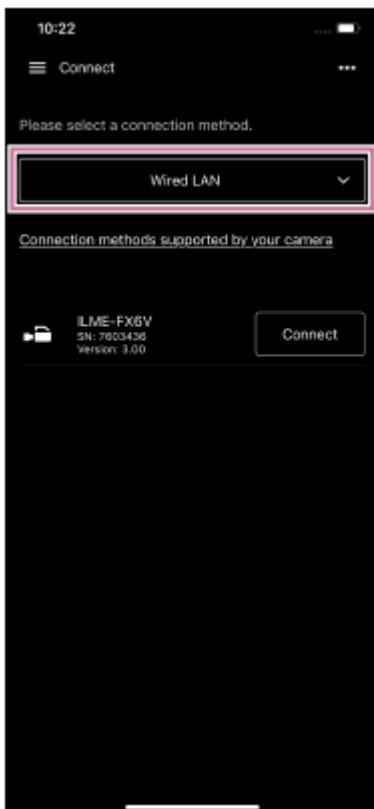 10:22
Connect
Please select a connection method.
Wired LAN
Connection methods supported by your camera
ILME-FX6V
SN: 7603436
Version: 3.00
Connect